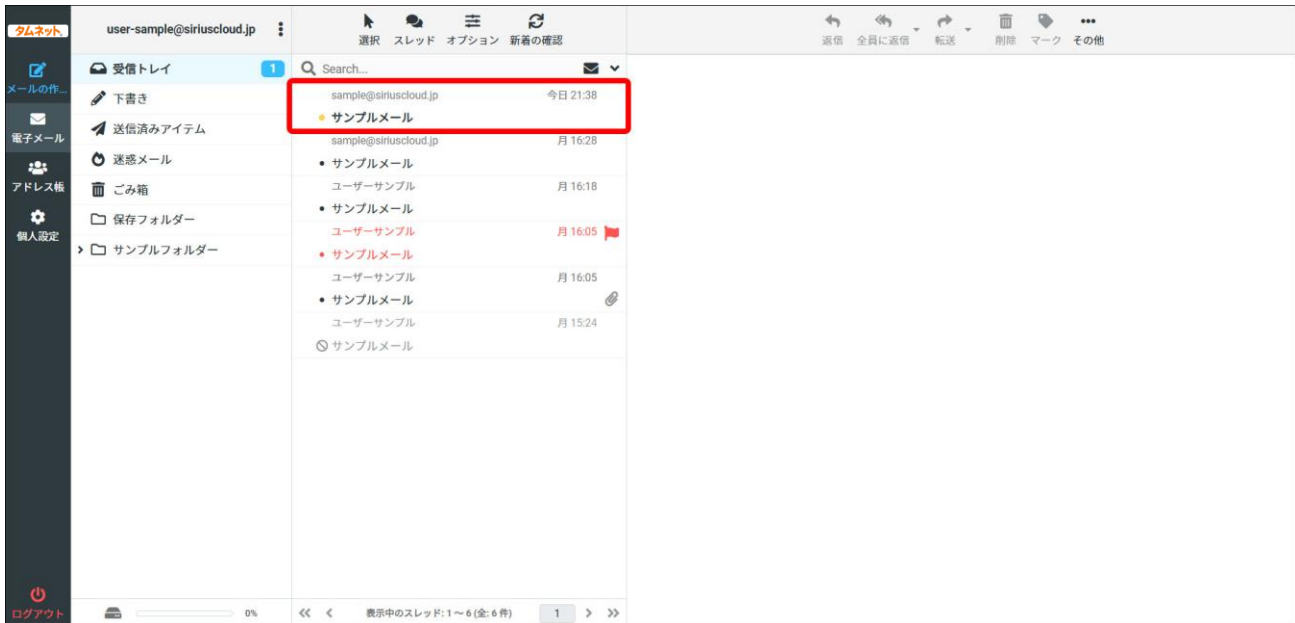 タムネット
user-sample@siriuscloud.jp
選択 スレッド オプション 新着の確認
返信 全員に返信 転送 削除 マーク その他
メールの作...
電子メール
アドレス帳
個人設定
ログアウト
受信トレイ 1
下書き
送信済みアイテム
迷惑メール
ごみ箱
保存フォルダー
サンプルフォルダー
0%
Search...
sample@siriuscloud.jp 今日 21:38
サンプルメール
sample@siriuscloud.jp 月 16:28
サンプルメール
ユーザーサンプル 月 16:18
サンプルメール
ユーザーサンプル 月 16:05
サンプルメール
ユーザーサンプル 月 16:05
サンプルメール
ユーザーサンプル 月 15:24
サンプルメール
表示中のスレッド: 1 〜 6 (全: 6 件) 1